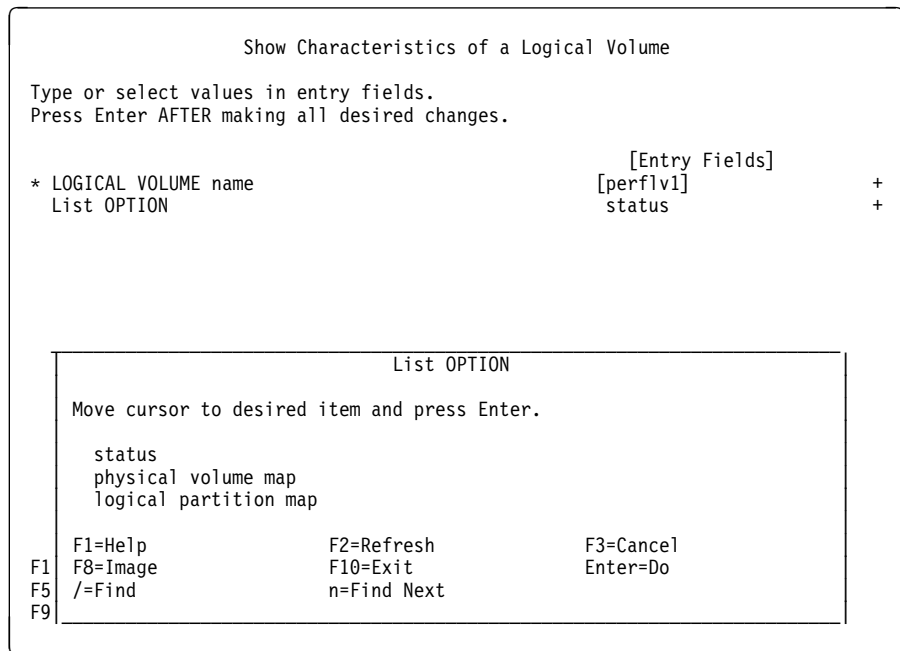 Show Characteristics of a Logical Volume
Type or select values in entry fields.
Press Enter AFTER making all desired changes.
[Entry Fields]
* LOGICAL VOLUME name [perflv1] +
List OPTION status +
List OPTION
Move cursor to desired item and press Enter.
status
physical volume map
logical partition map
F1=Help F2=Refresh F3=Cancel
F1 F8=Image F10=Exit Enter=Do
F5 /=Find n=Find Next
F9